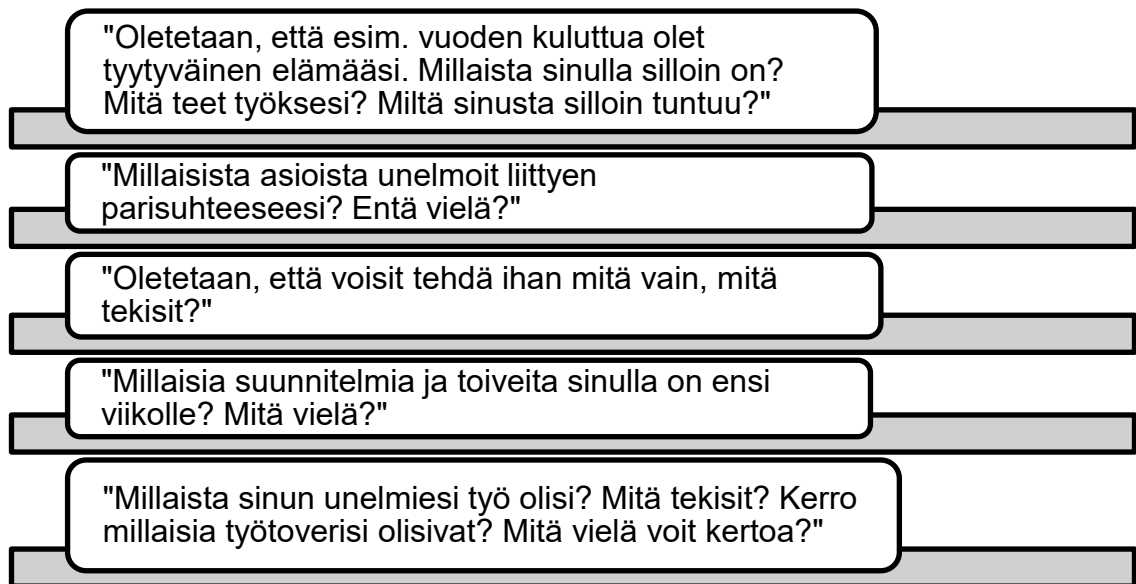 "Oletetaan, että esim. vuoden kuluttua olet
tyytyväinen elämääsi. Millaista sinulla silloin on?
Mitä teet työksesi? Miltä sinusta silloin tuntuu?"
"Millaisista asioista unelmoit liittyen
parisuhteeseesi? Entä vielä?"
"Oletetaan, että voisit tehdä ihan mitä vain, mitä
tekisit?"
"Millaisia suunnitelmia ja toiveita sinulla on ensi
viikolle? Mitä vielä?"
"Millaista sinun unelmiesi työ olisi? Mitä tekisit? Kerro
millaisia työtoverisi olisivat? Mitä vielä voit kertoa?"